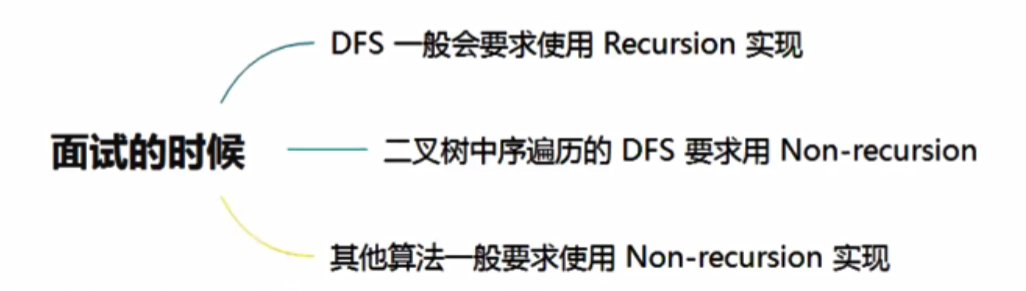 DFS 一般会要求使用 Recursion 实现
面试的时候
二叉树中序遍历的 DFS 要求用 Non-recursion
其他算法一般要求使用 Non-recursion 实现